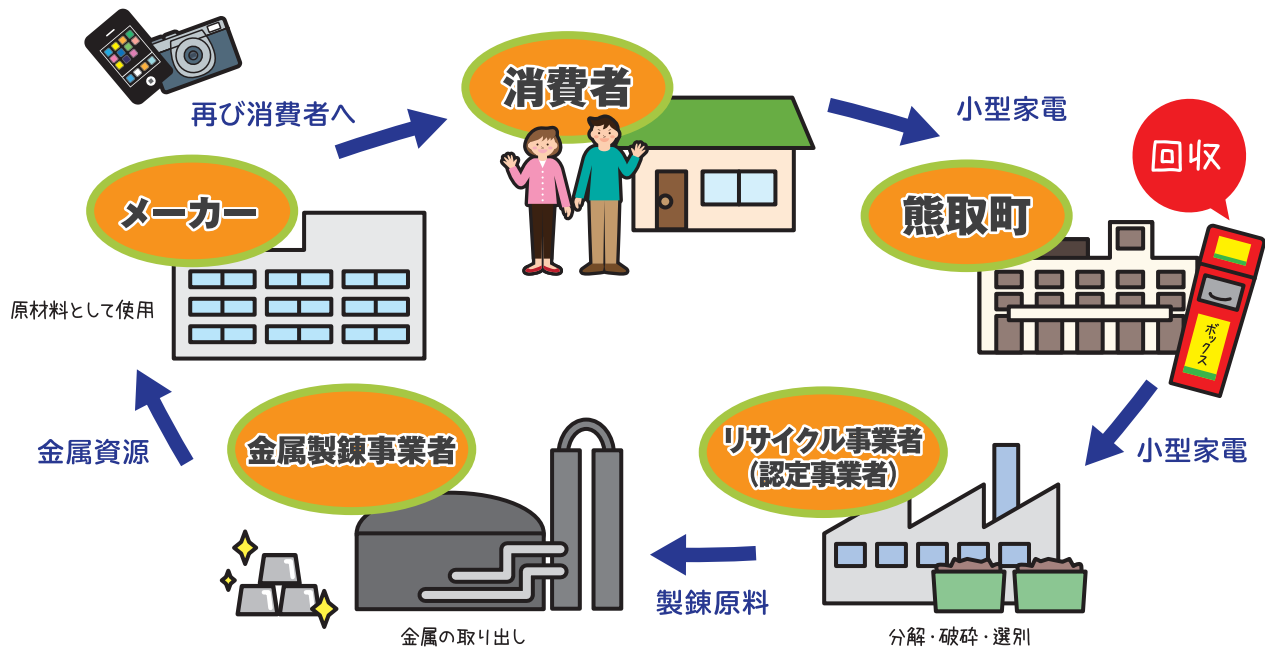 消費者
再び消費者へ
小型家電
回収
メーカー
熊取町
原材料として使用
ボックス
金属資源
金属製錬事業者
リサイクル事業者
（認定事業者）
小型家電
製錬原料
金属の取り出し
分解・破砕・選別